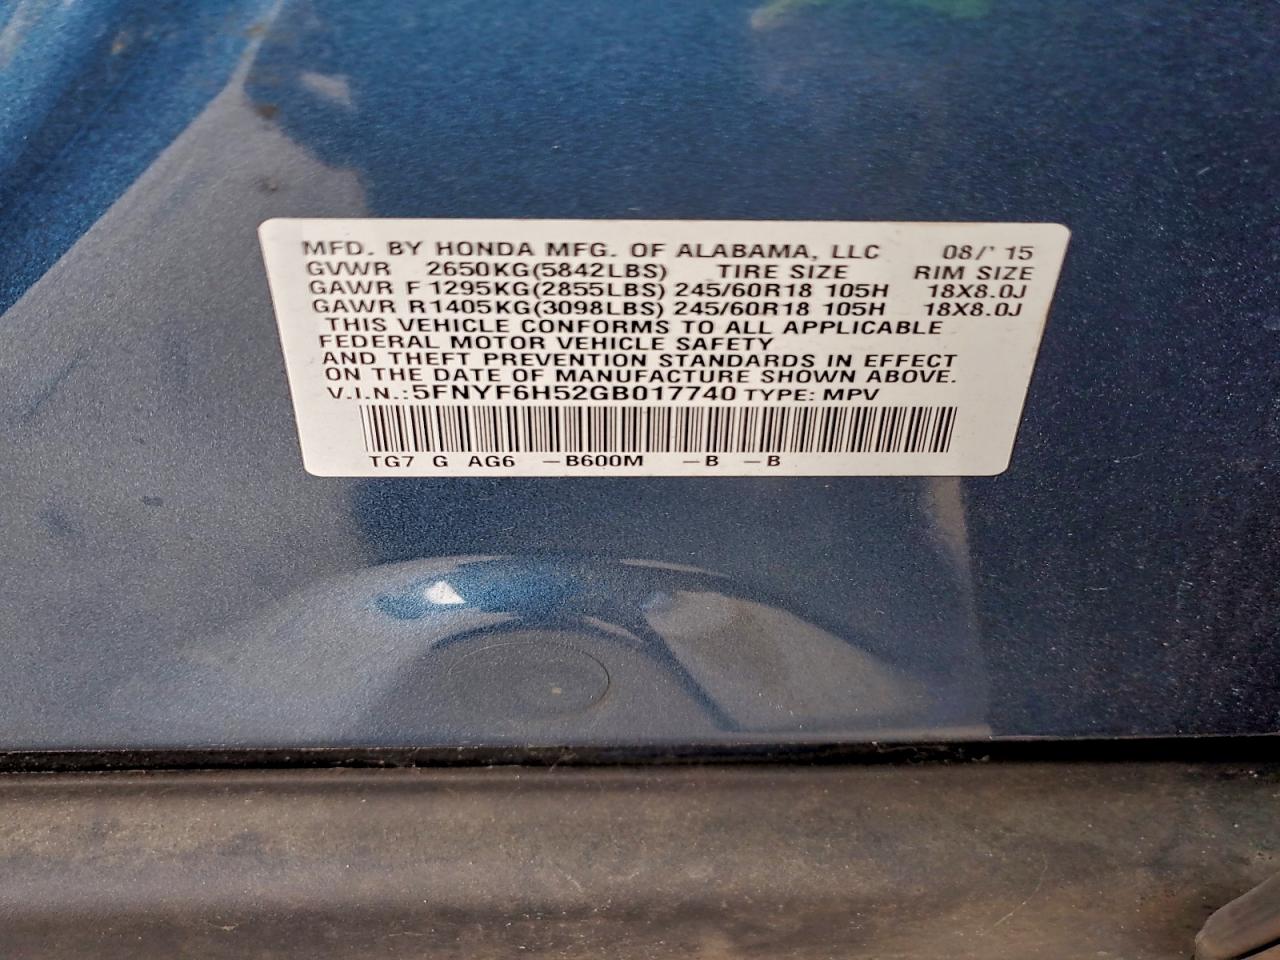 MFD. BY HONDA MFG. OF ALABAMA, LLC 08/' 15
GVWR 2650KG(5842LBS) TIRE SIZE RIM SIZE
GAWR F 1295KG(2855LBS) 245/60R18 105H 18X8.0J
GAWR R1405KG(3098LBS) 245/60R18 105H 18X8.0J
THIS VEHICLE CONFORMS TO ALL APPLICABLE
FEDERAL MOTOR VEHICLE SAFETY
AND THEFT PREVENTION STANDARDS IN EFFECT
ON THE DATE OF MANUFACTURE SHOWN ABOVE.
V.I.N.:5FNYF6H52GB017740 TYPE: MPV
TG7 G AG6 -B600M -B -B